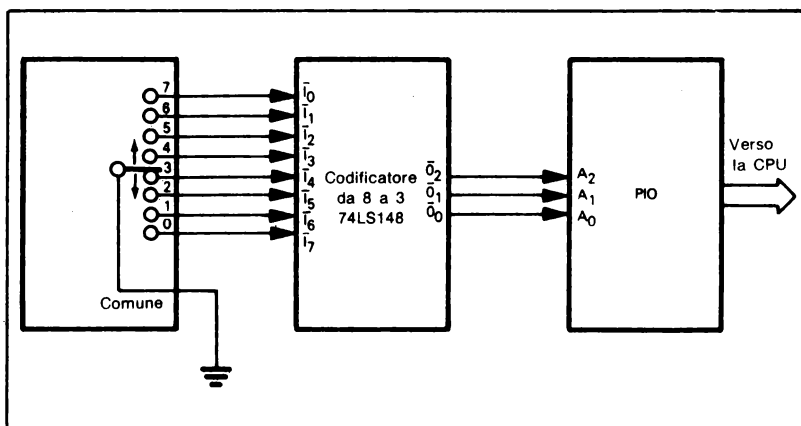 7
6
5
4
3
2
1
0
Comune
Ī0
Ī1
Ī2
Ī3
Ī4
Ī5
Ī6
Ī7
Codificatore
da 8 a 3
74LS148
Ō2
Ō1
Ō0
A2
A1
A0
PIO
Verso
la CPU